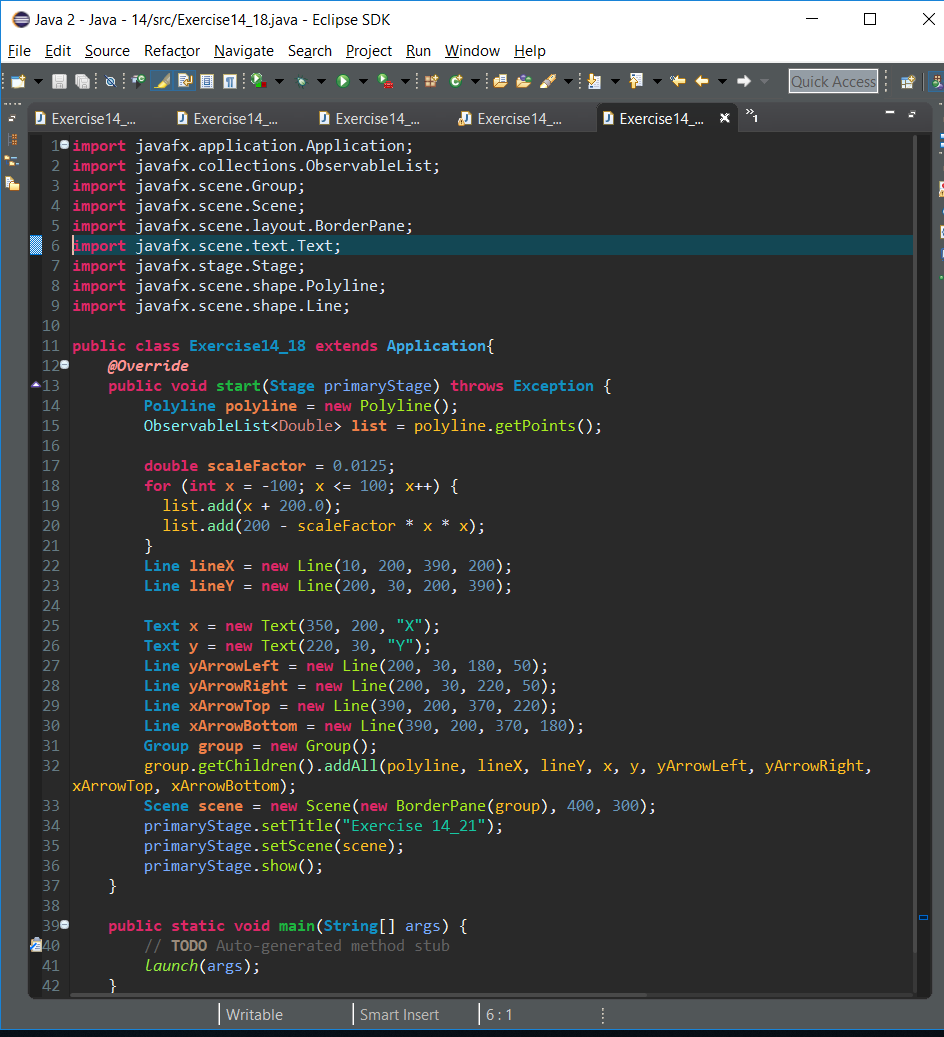 Java 2 - Java - 14/src/Exercise14_18.java - Eclipse SDK
File Edit Source Refactor Navigate Search Project Run Window Help
Quick Access
Exercise14_... Exercise14_... Exercise14_... Exercise14_... Exercise14_... »1
1 import javafx.application.Application;
2 import javafx.collections.ObservableList;
3 import javafx.scene.Group;
4 import javafx.scene.Scene;
5 import javafx.scene.layout.BorderPane;
6 import javafx.scene.text.Text;
7 import javafx.stage.Stage;
8 import javafx.scene.shape.Polyline;
9 import javafx.scene.shape.Line;
10
11 public class Exercise14_18 extends Application{
12     @Override
13     public void start(Stage primaryStage) throws Exception {
14         Polyline polyline = new Polyline();
15         ObservableList<Double> list = polyline.getPoints();
16
17         double scaleFactor = 0.0125;
18         for (int x = -100; x <= 100; x++) {
19           list.add(x + 200.0);
20           list.add(200 - scaleFactor * x * x);
21         }
22         Line lineX = new Line(10, 200, 390, 200);
23         Line lineY = new Line(200, 30, 200, 390);
24
25         Text x = new Text(350, 200, "X");
26         Text y = new Text(220, 30, "Y");
27         Line yArrowLeft = new Line(200, 30, 180, 50);
28         Line yArrowRight = new Line(200, 30, 220, 50);
29         Line xArrowTop = new Line(390, 200, 370, 220);
30         Line xArrowBottom = new Line(390, 200, 370, 180);
31         Group group = new Group();
32         group.getChildren().addAll(polyline, lineX, lineY, x, y, yArrowLeft, yArrowRight,
xArrowTop, xArrowBottom);
33         Scene scene = new Scene(new BorderPane(group), 400, 300);
34         primaryStage.setTitle("Exercise 14_21");
35         primaryStage.setScene(scene);
36         primaryStage.show();
37     }
38
39     public static void main(String[] args) {
40         // TODO Auto-generated method stub
41         launch(args);
42     }
Writable Smart Insert 6 : 1